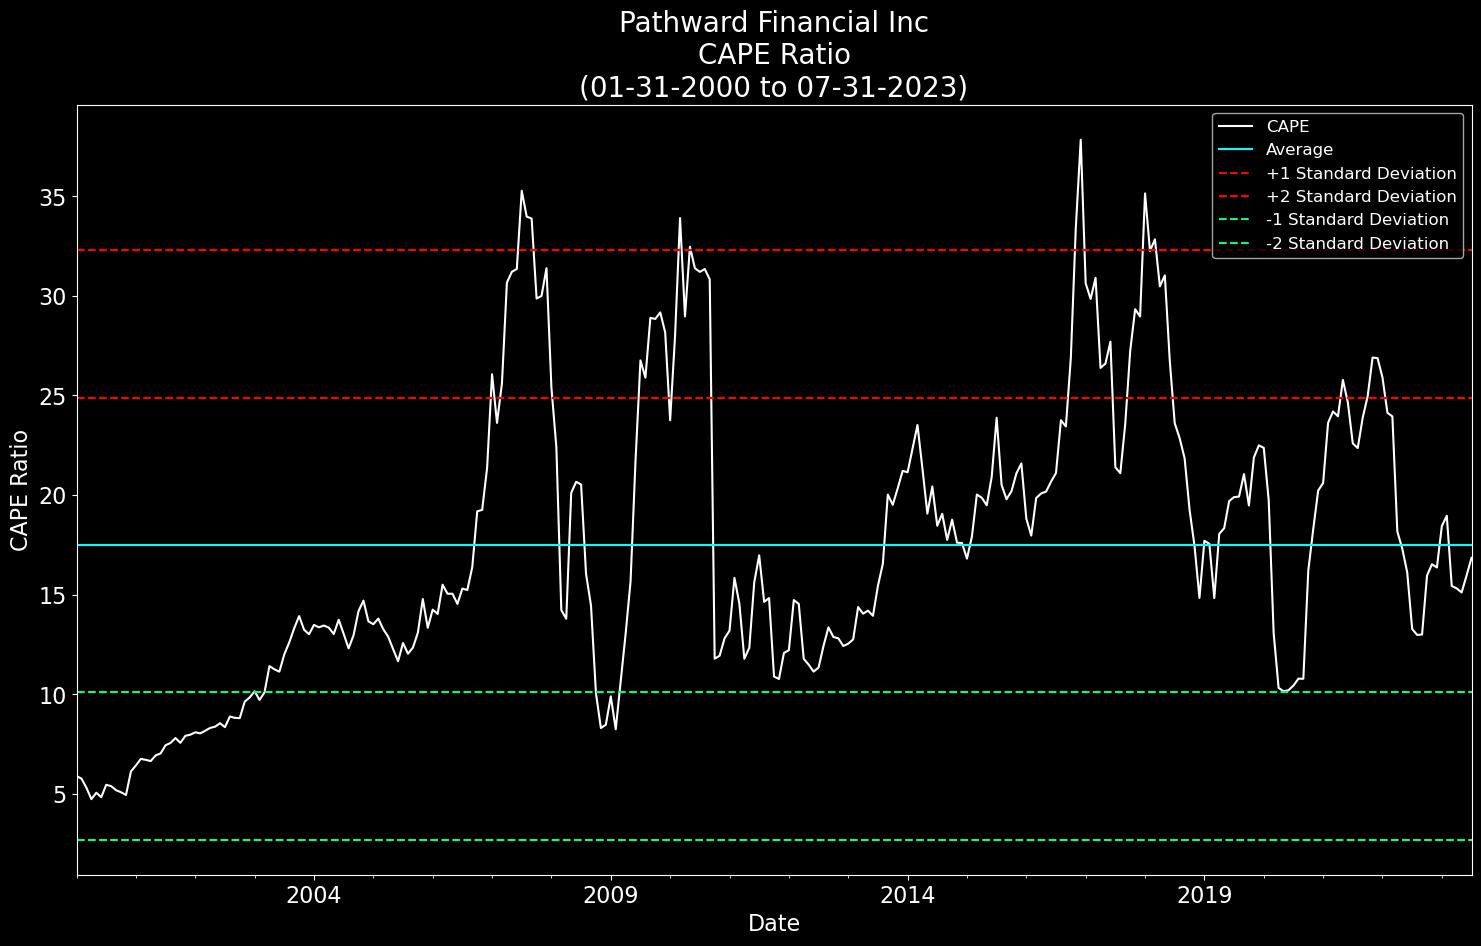 Pathward Financial Inc
CAPE Ratio
(01-31-2000 to 07-31-2023)
CAPE
Average
+1 Standard Deviation
+2 Standard Deviation
-1 Standard Deviation
-2 Standard Deviation
35
30
25
20
15
10
5
CAPE Ratio
2004
2009
2014
2019
Date